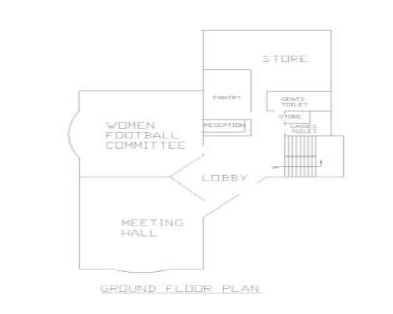 STORE
PANTRY
GENTS
TOILET
STORE
RECEPTION
LADIES
TOILET
WOMEN
FOOTBALL
COMMITTEE
LOBBY
MEETING
HALL
GROUND FLOOR PLAN